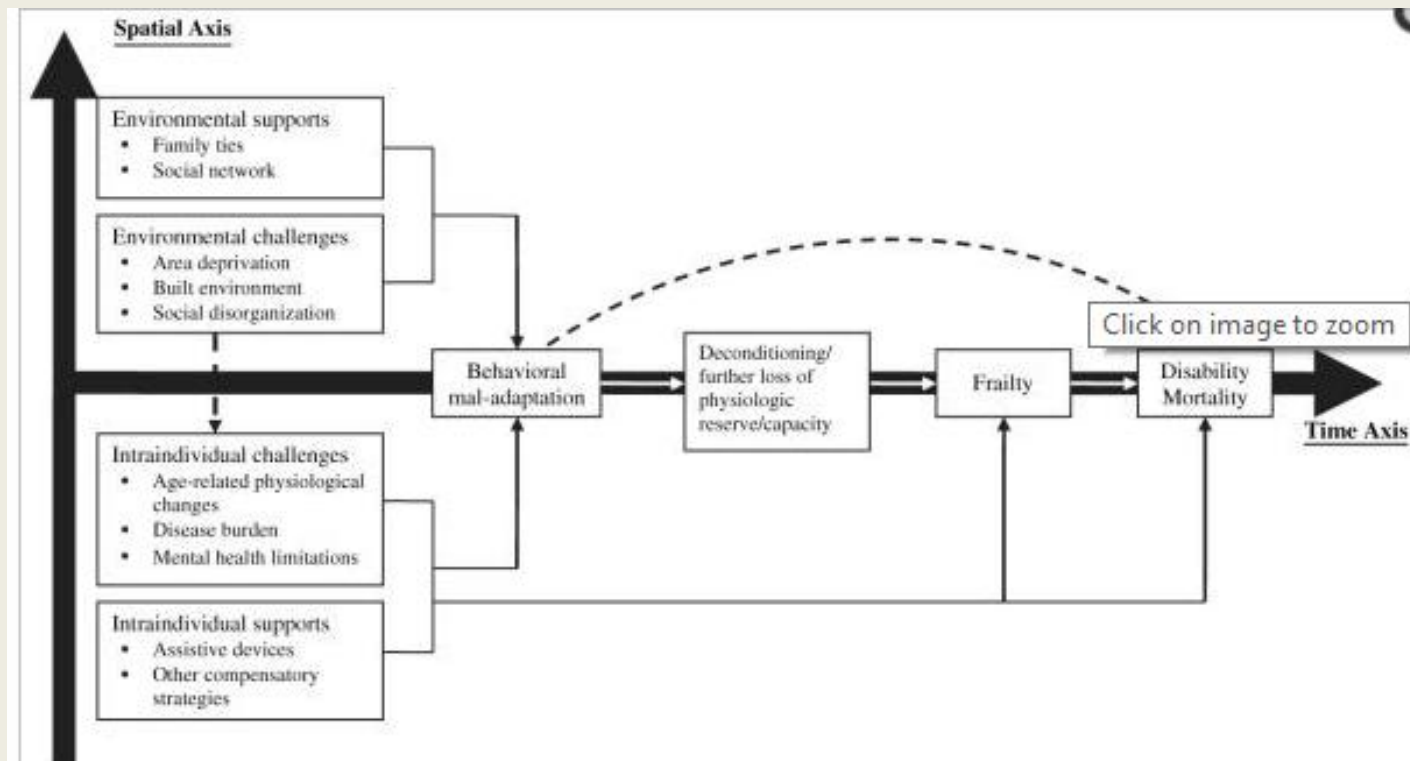 Spatial Axis
Environmental supports
▪ Family ties
▪ Social network
Environmental challenges
▪ Area deprivation
▪ Built environment
▪ Social disorganization
Behavioral
mal-adaptation
Deconditioning/
further loss of
physiologic
reserve/capacity
Frailty
Click on image to zoom
Disability
Mortality
Time Axis
Intraindividual challenges
▪ Age-related physiological
changes
▪ Disease burden
▪ Mental health limitations
Intraindividual supports
▪ Assistive devices
▪ Other compensatory
strategies